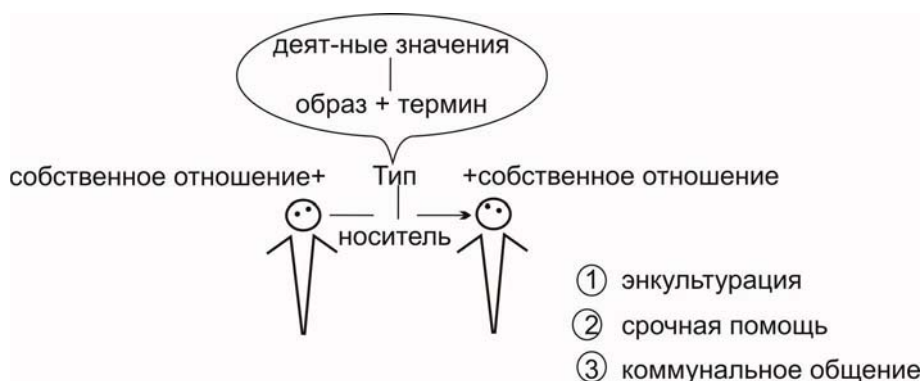 деят-ные значения
образ + термин
собственное отношение+ Тип +собственное отношение
носитель
1 энкультурация
2 срочная помощь
3 коммунальное общение